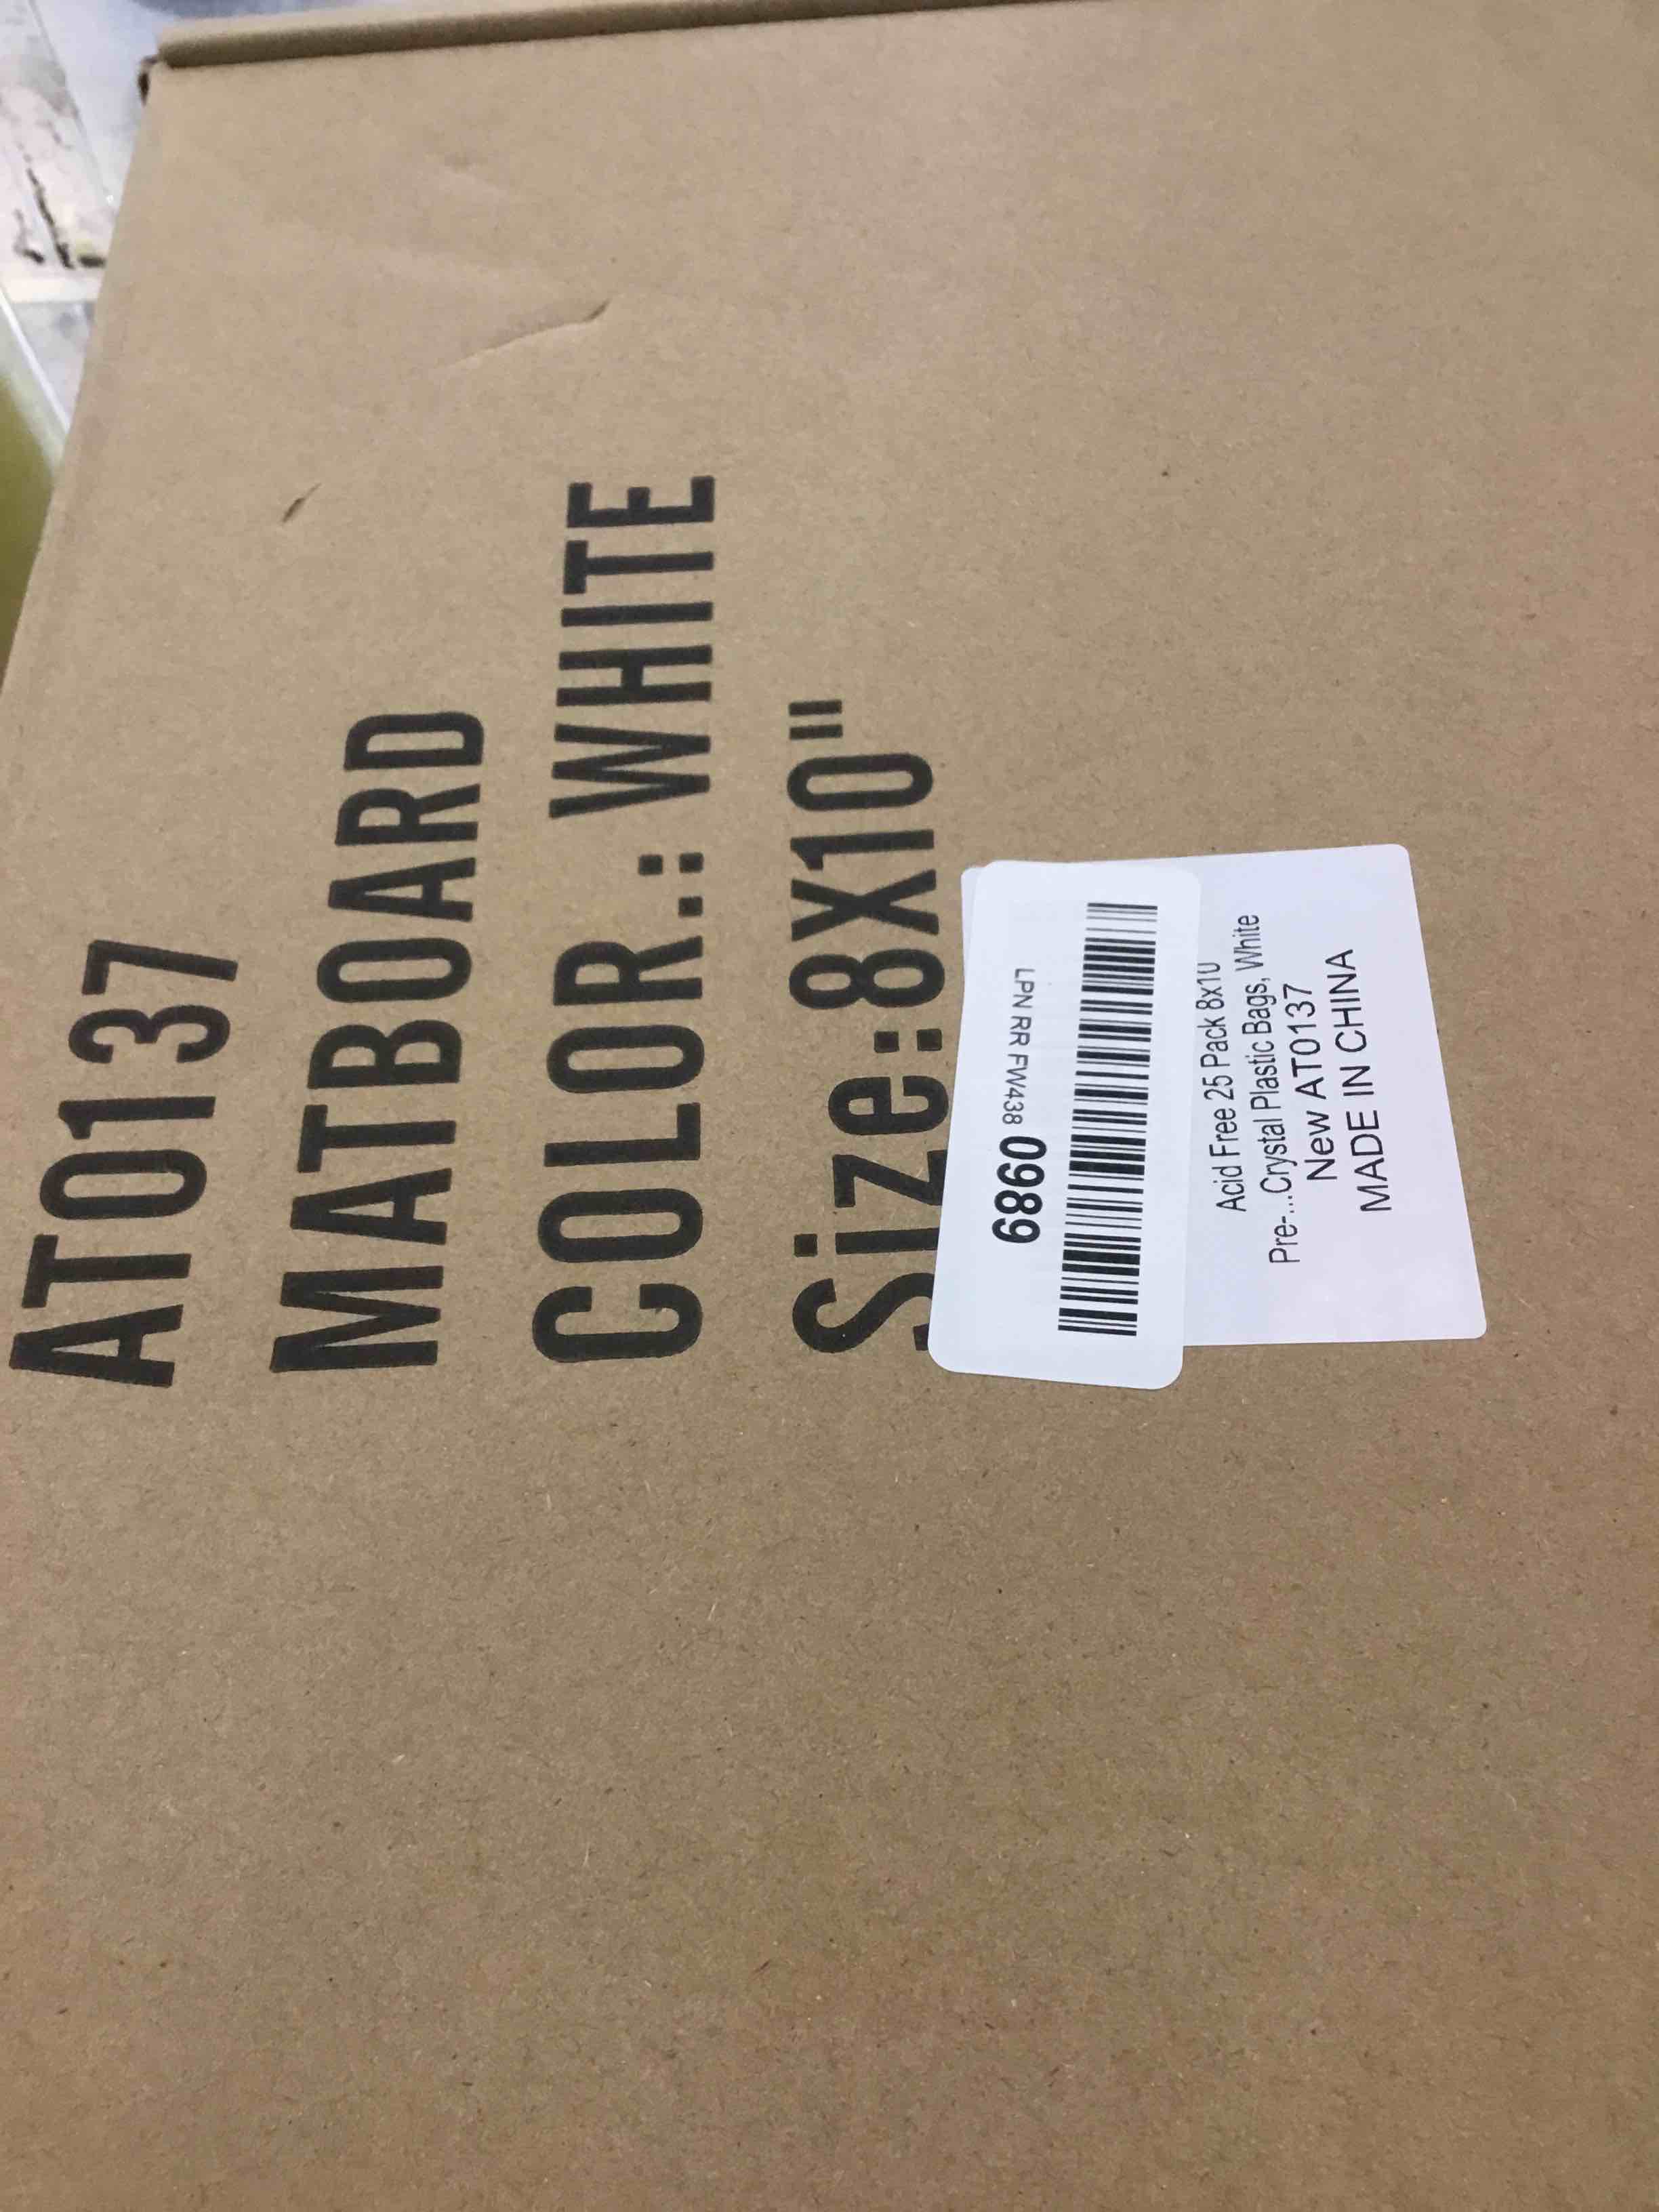 AT0137
MATBOARD
COLOR.: WHITE
Size:8X10"
LPN RR FW438
6860
Acid Free 25 Pack 8x10
Pre-...Crystal Plastic Bags, White
New AT0137
MADE IN CHINA